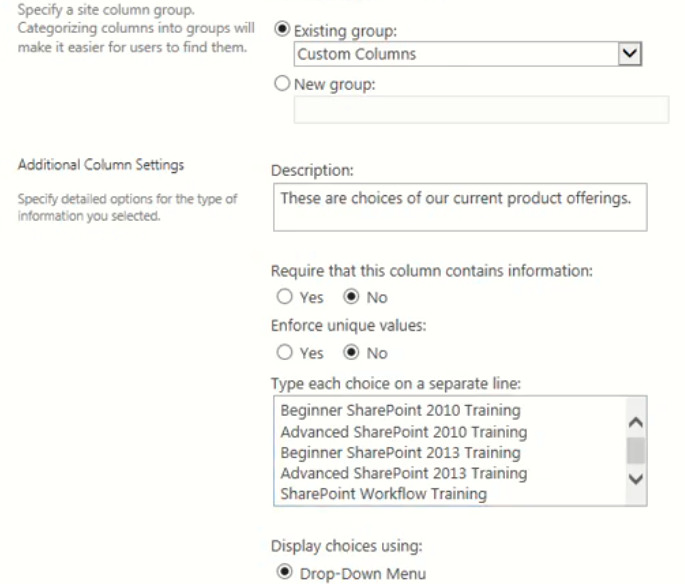 Specify a site column group.
Categorizing columns into groups will
make it easier for users to find them.
Existing group:
Custom Columns
New group:
Additional Column Settings
Specify detailed options for the type of
information you selected.
Description:
These are choices of our current product offerings.
Require that this column contains information:
Yes No
Enforce unique values:
Yes No
Type each choice on a separate line:
Beginner SharePoint 2010 Training
Advanced SharePoint 2010 Training
Beginner SharePoint 2013 Training
Advanced SharePoint 2013 Training
SharePoint Workflow Training
Display choices using:
Drop-Down Menu